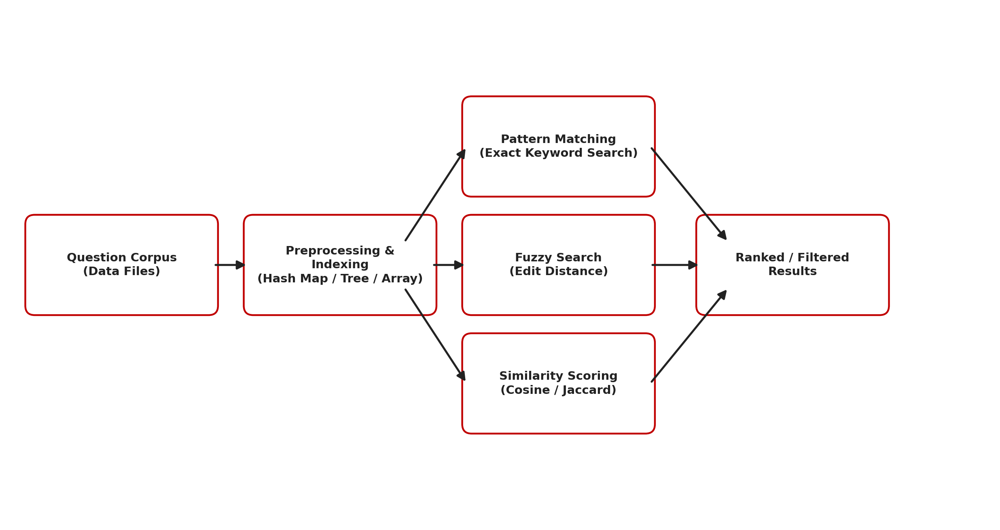 Question Corpus
(Data Files)
Preprocessing &
Indexing
(Hash Map / Tree / Array)
Pattern Matching
(Exact Keyword Search)
Fuzzy Search
(Edit Distance)
Similarity Scoring
(Cosine / Jaccard)
Ranked / Filtered
Results